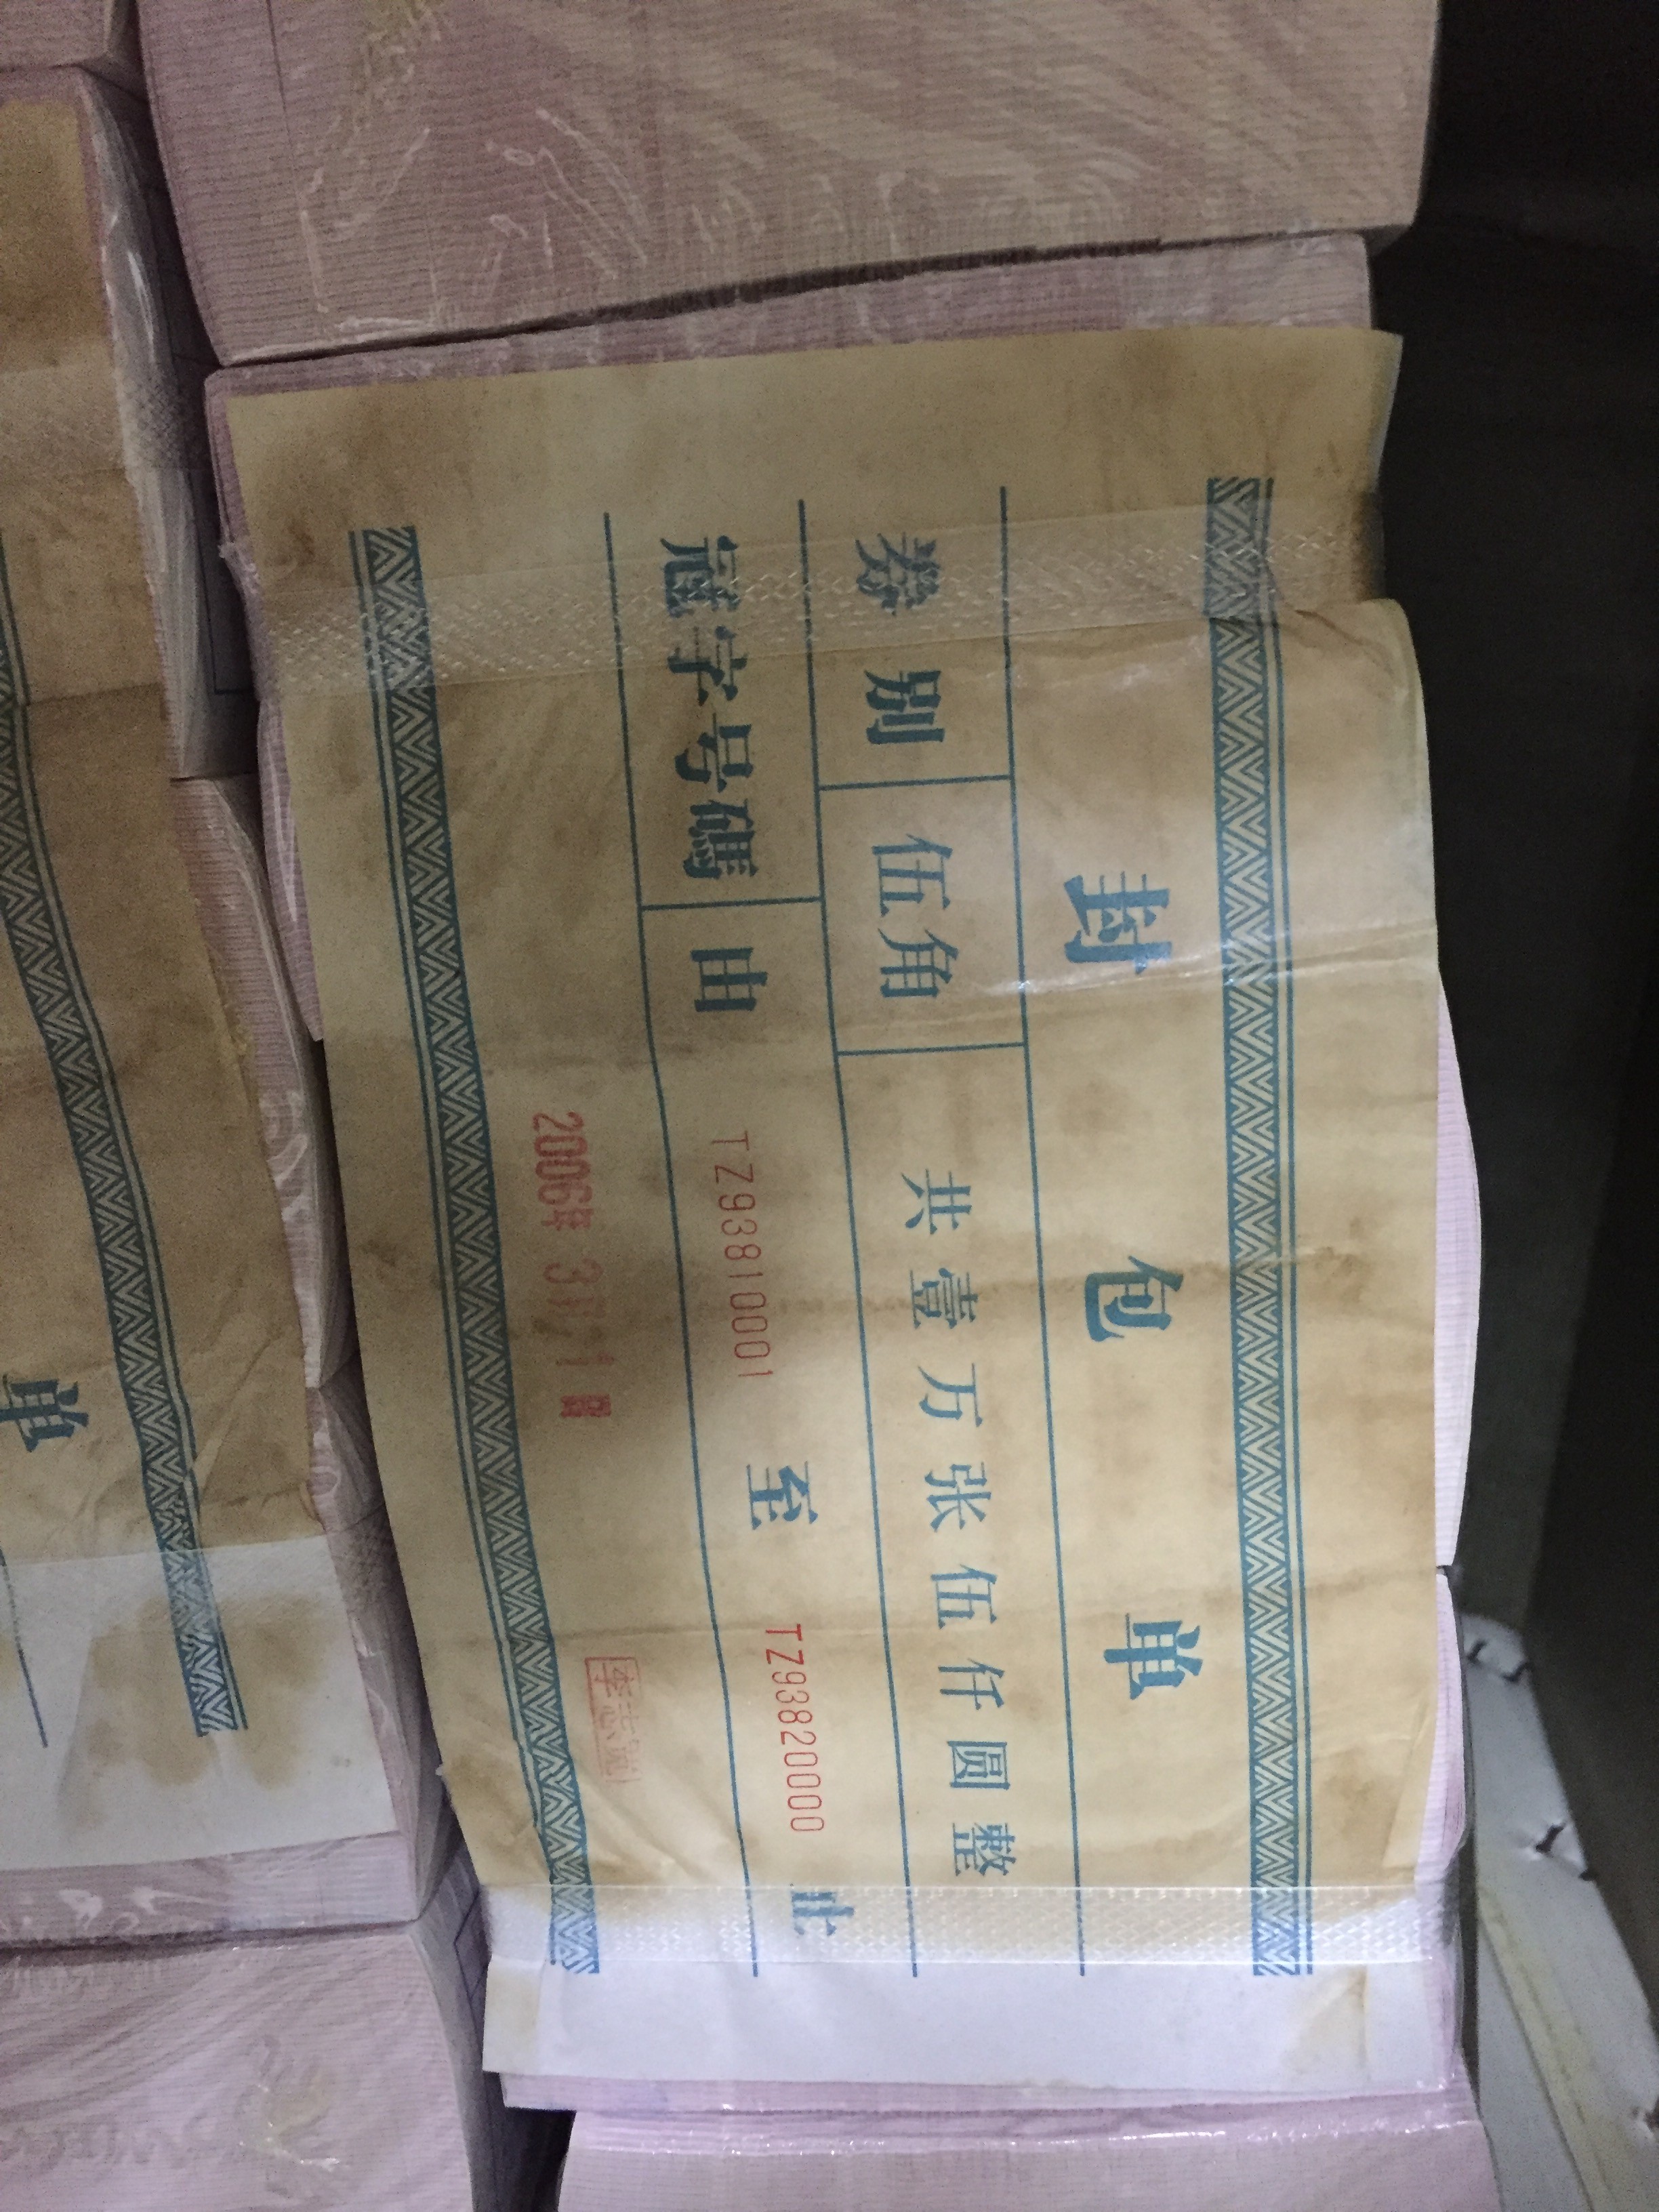 封 包 单
券 别 伍角 共 壹 万 张 伍 仟 圆 整
冠字号码 由 TZ93810001 至 TZ93820000 止
2006年 3月 1日
单